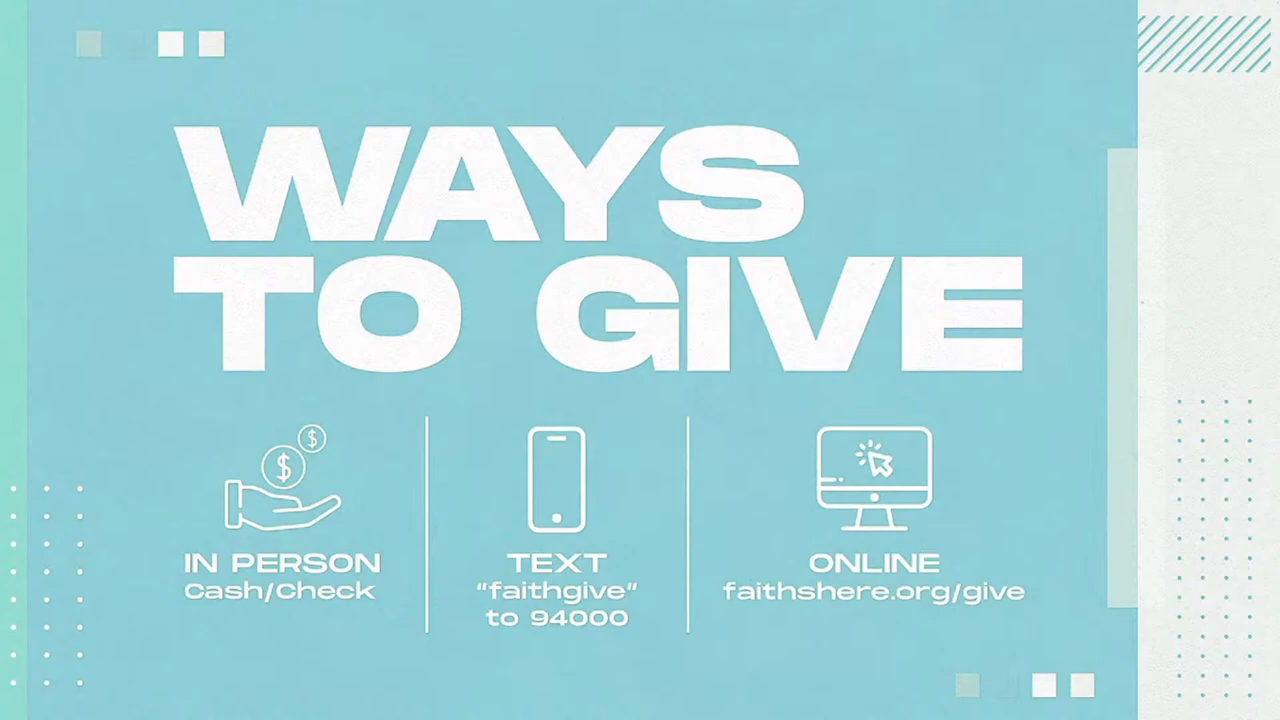 WAYS
TO GIVE
$
$
IN PERSON
Cash/Check
TEXT
"faithgive"
to 94000
ONLINE
faithshere.org/give